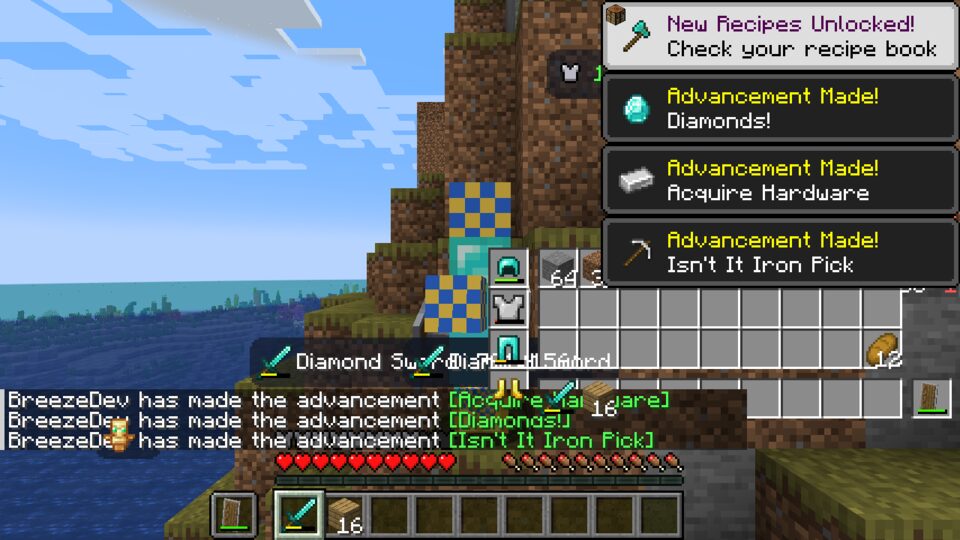 New Recipes Unlocked!
Check your recipe book
Advancement Made!
Diamonds!
Advancement Made!
Acquire Hardware
Advancement Made!
Isn't It Iron Pick
64
12
Diamond Sword
16
BreezeDev has made the advancement [Acquire Hardware]
BreezeDev has made the advancement [Diamonds!]
BreezeDev has made the advancement [Isn't It Iron Pick]
16